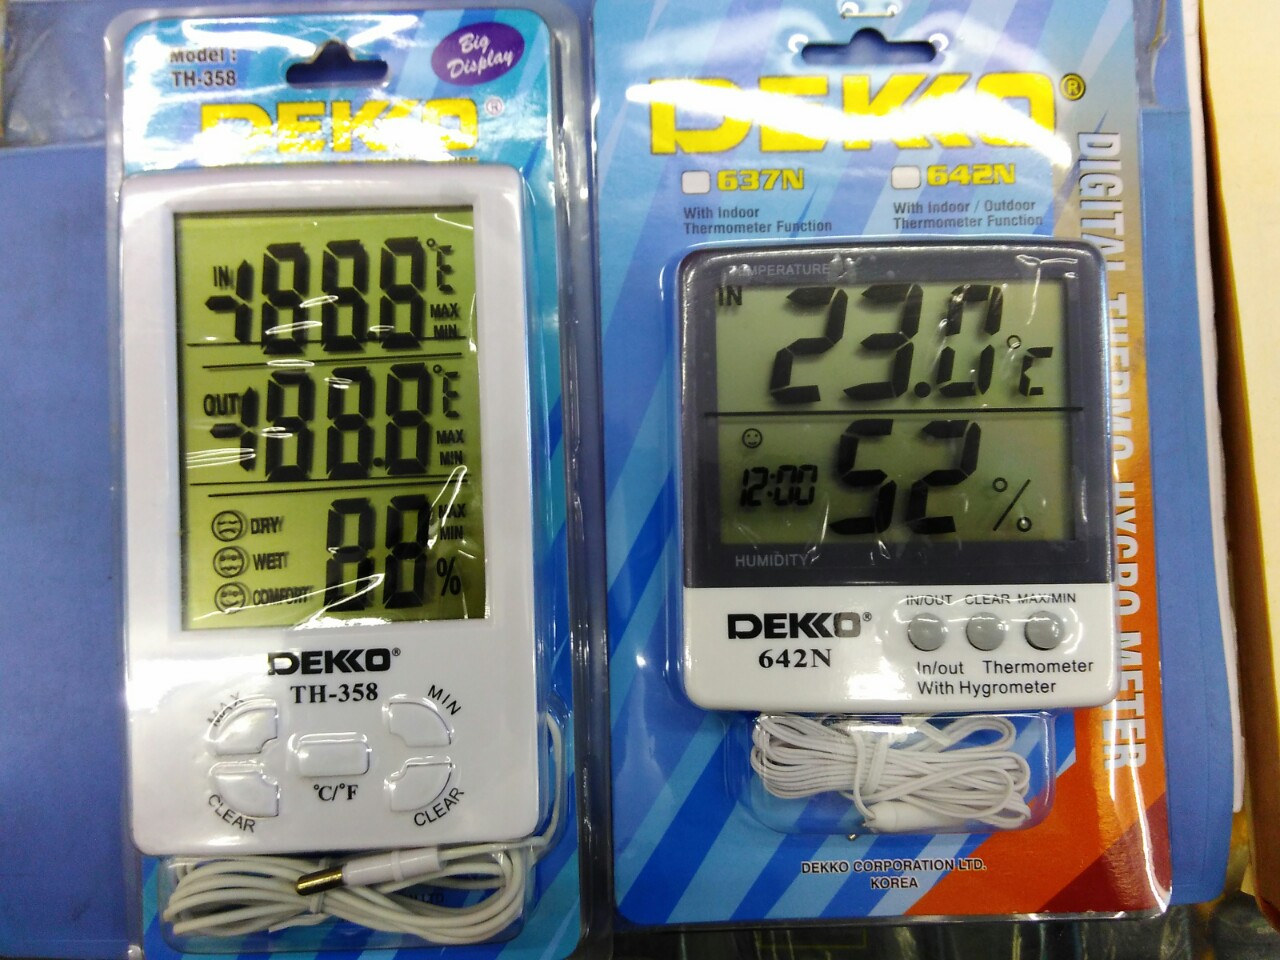 Model :
TH-358
Big
Display
DEKKO®
IN
-188.8 °C
MAX
MIN
OUT
-188.8 °C
MAX
MIN
DRY
WET
COMFORT
88 %
MAX
MIN
DEKKO®
TH-358
MAX
MIN
°C/°F
CLEAR
CLEAR
DEKKO®
637N
With Indoor
Thermometer Function
642N
With Indoor / Outdoor
Thermometer Function
DIGITAL THERMO-HYGRO METER
TEMPERATURE
IN
23.0 °C
12:00
52 %
HUMIDITY
DEKKO®
642N
IN/OUT CLEAR MAX/MIN
In/out Thermometer
With Hygrometer
DEKKO CORPORATION LTD.
KOREA